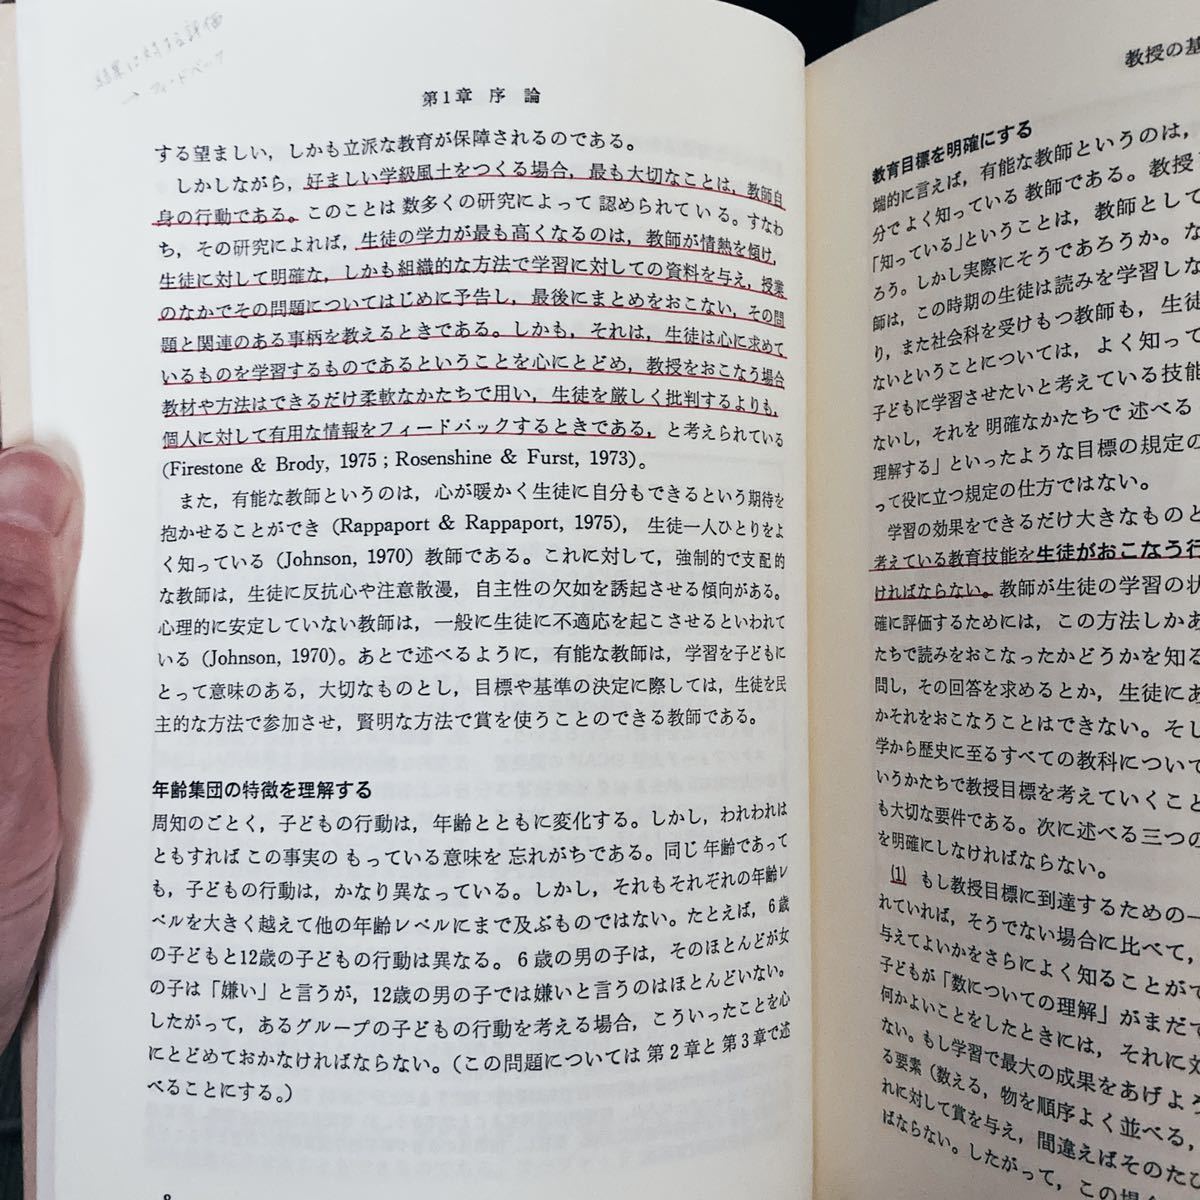 結果に対する評価
→ フィードバック
第1章 序 論
する望ましい，しかも立派な教育が保障されるのである。
しかしながら，好ましい学級風土をつくる場合，最も大切なことは，教師自
身の行動である。このことは数多くの研究によって認められている。すなわ
ち，その研究によれば，生徒の学力が最も高くなるのは，教師が情熱を傾け，
生徒に対して明確な，しかも組織的な方法で学習に対しての資料を与え，授業
のなかでその問題についてはじめに予告し，最後にまとめをおこない，その問
題と関連のある事柄を教えるときである。しかも，それは，生徒は心に求めて
いるものを学習するものであるということを心にとどめ，教授をおこなう場合
教材や方法はできるだけ柔軟なかたちで用い，生徒を厳しく批判するよりも，
個人に対して有用な情報をフィードバックするときである，と考えられている
(Firestone & Brody, 1975 ; Rosenshine & Furst, 1973)。
また，有能な教師というのは，心が暖かく生徒に自分もできるという期待を
抱かせることができ (Rappaport & Rappaport, 1975)，生徒一人ひとりをよ
く知っている (Johnson, 1970) 教師である。これに対して，強制的で支配的
な教師は，生徒に反抗心や注意散漫，自主性の欠如を誘起させる傾向がある。
心理的に安定していない教師は，一般に生徒に不適応を起こさせるといわれて
いる (Johnson, 1970)。あとで述べるように，有能な教師は，学習を子どもに
とって意味のある，大切なものとし，目標や基準の決定に際しては，生徒を民
主的な方法で参加させ，賢明な方法で賞を使うことのできる教師である。
年齢集団の特徴を理解する
周知のごとく，子どもの行動は，年齢とともに変化する。しかし，われわれは
ともすればこの事実のもっている意味を忘れがちである。同じ年齢であって
も，子どもの行動は，かなり異なっている。しかし，それもそれぞれの年齢レ
ベルを大きく越えて他の年齢レベルにまで及ぶものではない。たとえば，6歳
の子どもと12歳の子どもの行動は異なる。6歳の男の子は，そのほとんどが女
の子は「嫌い」と言うが，12歳の男の子では嫌いと言うのはほとんどいない。
したがって，あるグループの子どもの行動を考える場合，こういったことを心
にとどめておかなければならない。(この問題については第2章と第3章で述
べることにする。)
教授の基
教育目標を明確にする
端的に言えば，有能な教師というのは，
分でよく知っている教師である。教授
「知っている」ということは，教師として
ろう。しかし実際にそうであろうか。な
師は，この時期の生徒は読みを学習しな
り，また社会科を受けもつ教師も，生徒
ないということについては，よく知って
子どもに学習させたいと考えている技能
ないし，それを明確なかたちで述べる
理解する」といったような目標の規定の
って役に立つ規定の仕方ではない。
学習の効果をできるだけ大きなものと
考えている教育技能を生徒がおこなう行
ければならない。教師が生徒の学習の状
確に評価するためには，この方法しかあ
たちで読みをおこなったかどうかを知る
問し，その回答を求めるとか，生徒にあ
かそれをおこなうことはできない。そし
学から歴史に至るすべての教科について
いうかたちで教授目標を考えていくこと
も大切な要件である。次に述べる三つの
を明確にしなければならない。
(1) もし教授目標に到達するための一
れていれば，そうでない場合に比べて，
与えてよいかをさらによく知ることがで
子どもが「数についての理解」がまだで
何かよいことをしたときには，それに対
ない。もし学習で最大の成果をあげよう
る要素（数える，物を順序よく並べる，
れに対して賞を与え，間違えばそのたび
ばならない。したがって，この場合